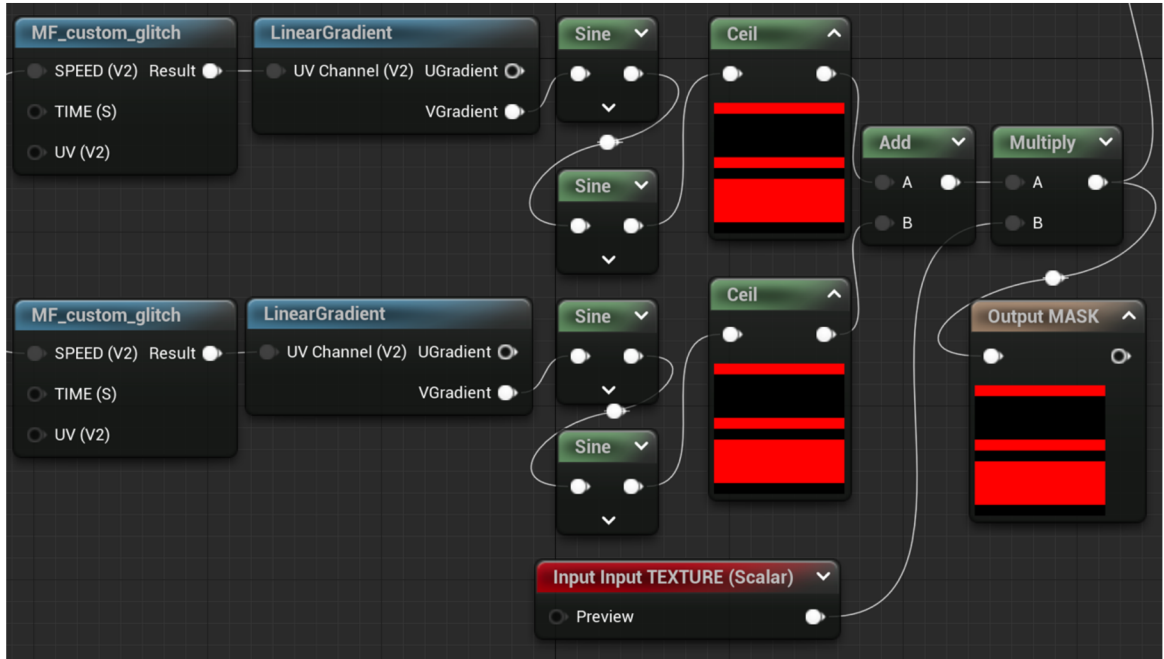 MF_custom_glitch
SPEED (V2) Result
TIME (S)
UV (V2)
LinearGradient
UV Channel (V2) UGradient
VGradient
Sine
Sine
Ceil
Add
A
B
Multiply
A
B
MF_custom_glitch
SPEED (V2) Result
TIME (S)
UV (V2)
LinearGradient
UV Channel (V2) UGradient
VGradient
Sine
Sine
Ceil
Output MASK
Input Input TEXTURE (Scalar)
Preview